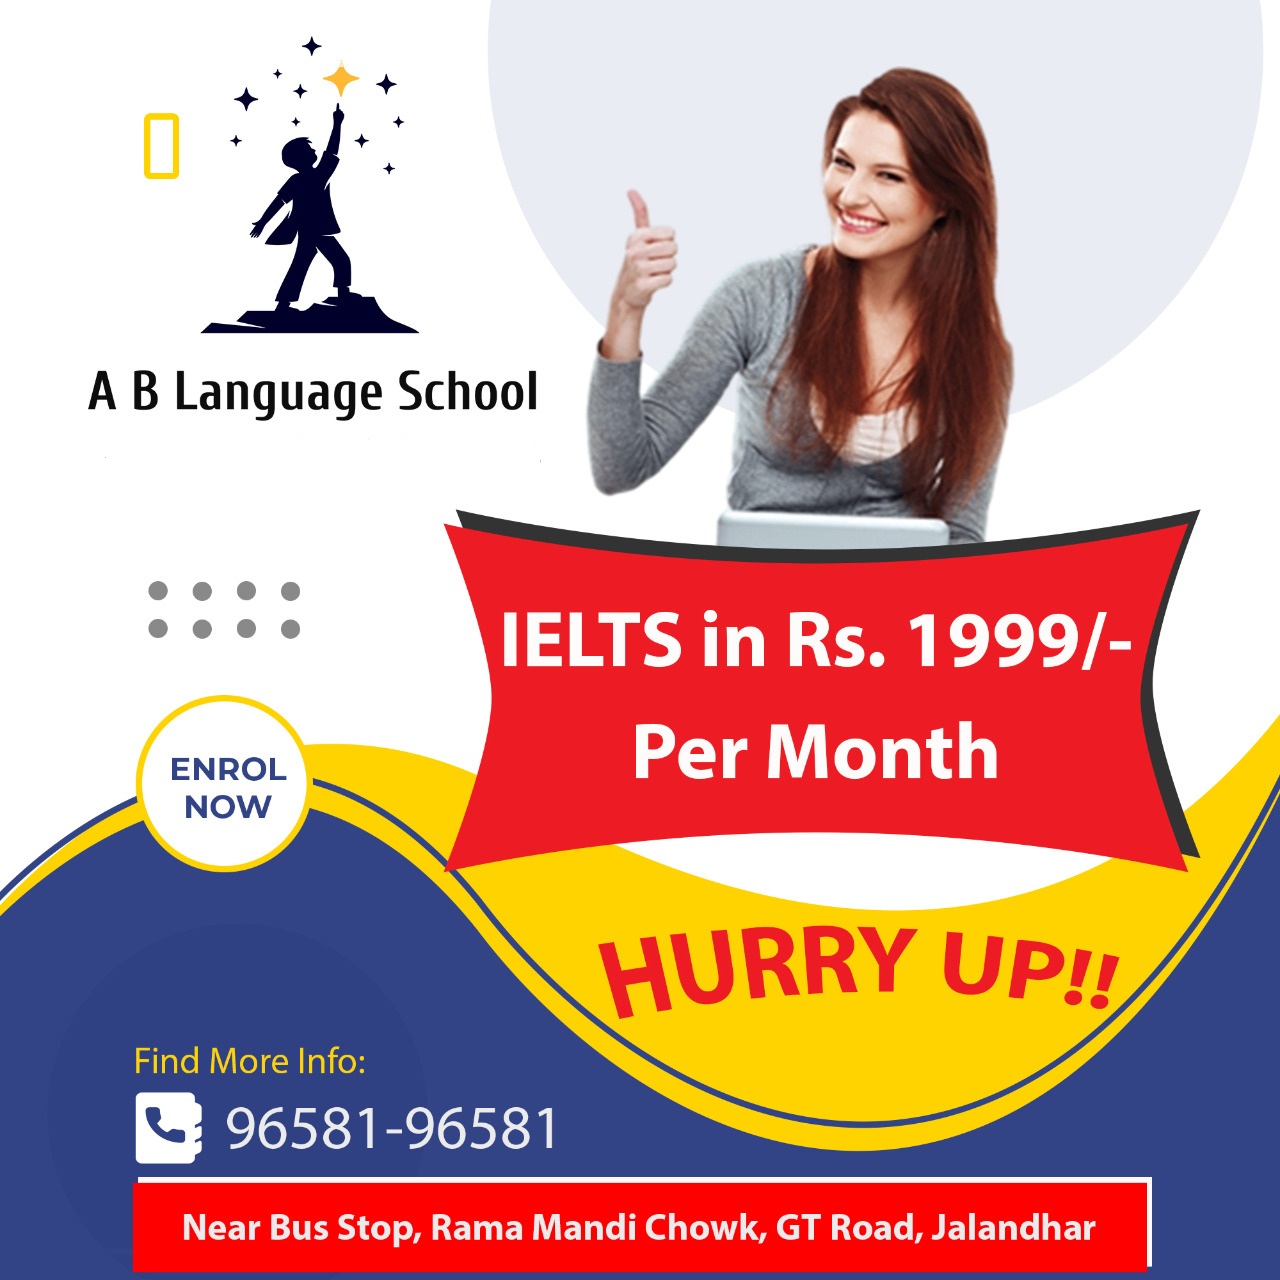 A B Language School
IELTS in Rs. 1999/-
Per Month
ENROL
NOW
HURRY UP!!
Find More Info:
96581-96581
Near Bus Stop, Rama Mandi Chowk, GT Road, Jalandhar